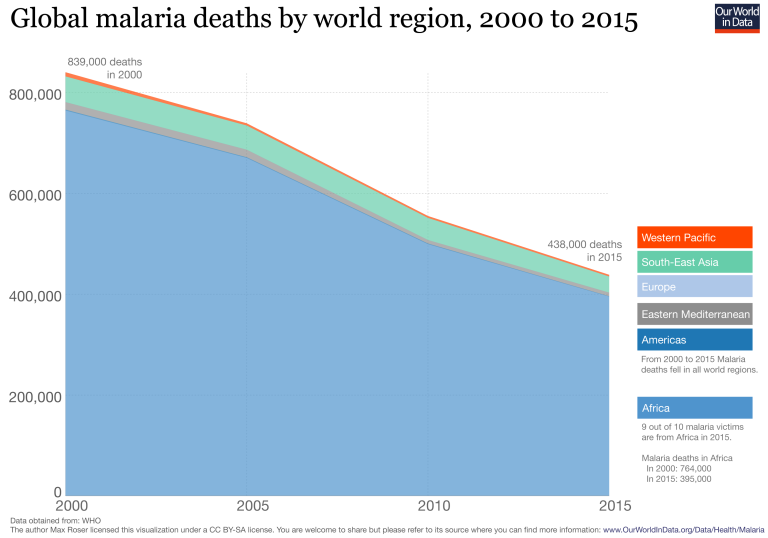 Global malaria deaths by world region, 2000 to 2015
Our World
in Data
839,000 deaths
in 2000
800,000
600,000
400,000
200,000
0
438,000 deaths
in 2015
2000
2005
2010
2015
Western Pacific
South-East Asia
Europe
Eastern Mediterranean
Americas
From 2000 to 2015 Malaria
deaths fell in all world regions.
Africa
9 out of 10 malaria victims
are from Africa in 2015.
Malaria deaths in Africa
In 2000: 764,000
In 2015: 395,000
Data obtained from: WHO
The author Max Roser licensed this visualization under a CC BY-SA license. You are welcome to share but please refer to its source where you can find more information: www.OurWorldInData.org/Data/Health/Malaria